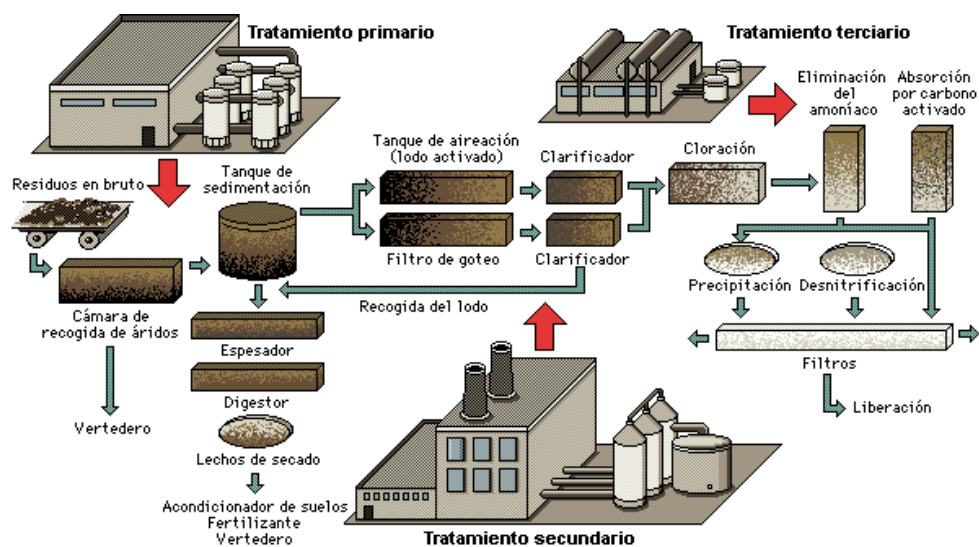 Tratamiento primario
Tratamiento terciario
Eliminación
del
amoníaco
Absorción
por carbono
activado
Tanque de aireación
(lodo activado)
Clarificador
Cloración
Tanque de
sedimentación
Residuos en bruto
Filtro de goteo
Clarificador
Recogida del lodo
Precipitación
Desnitrificación
Cámara de
recogida de áridos
Espesador
Filtros
Digestor
Vertedero
Liberación
Lechos de secado
Acondicionador de suelos
Fertilizante
Vertedero
Tratamiento secundario